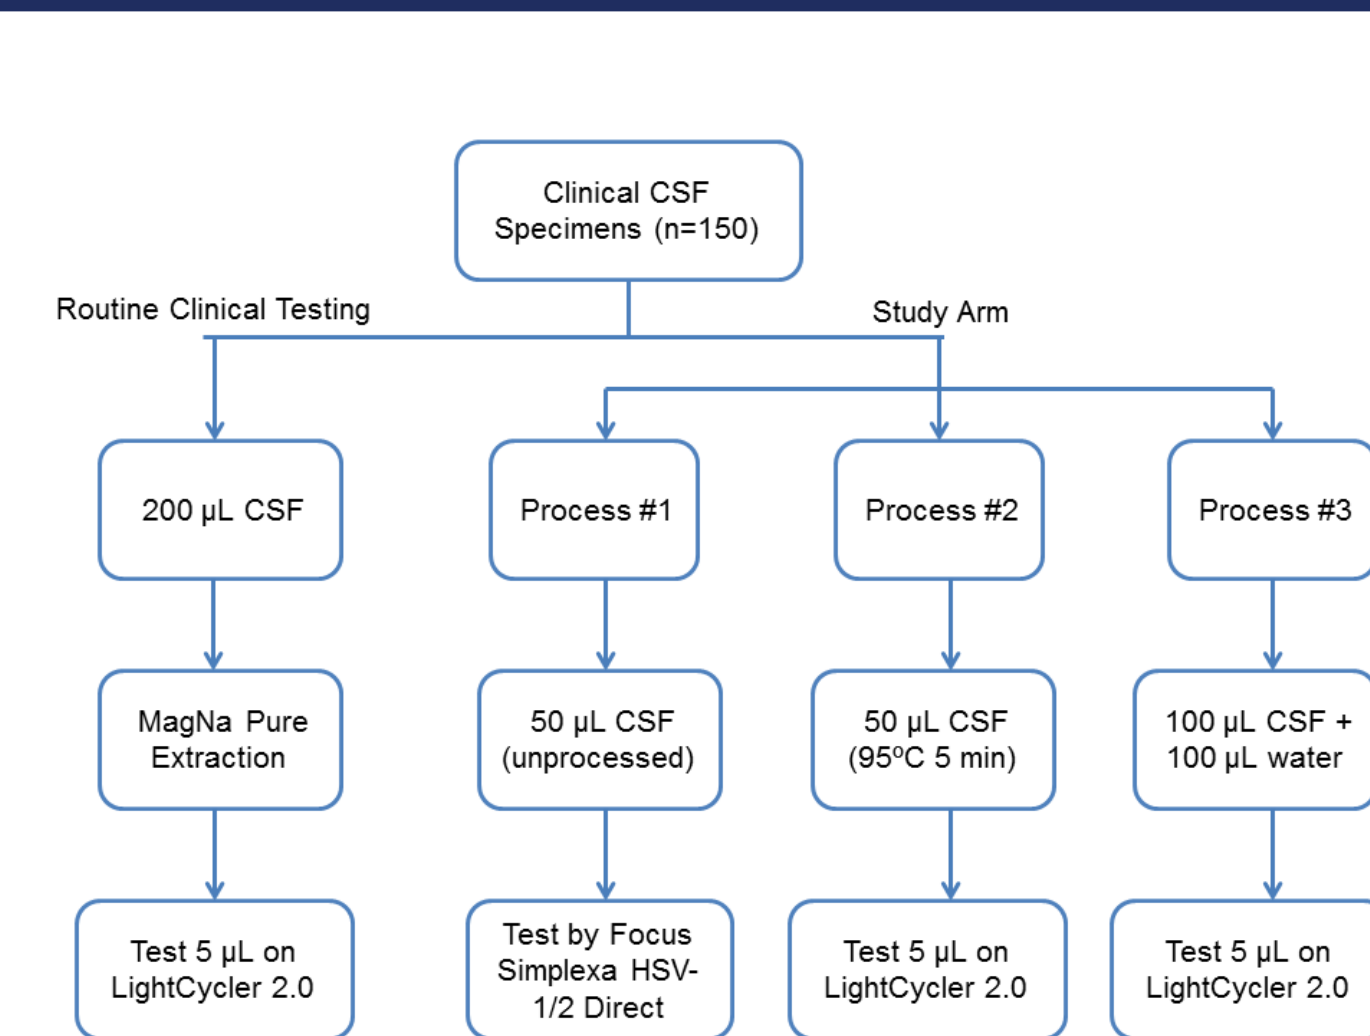 Clinical CSF
Specimens (n=150)
Routine Clinical Testing
Study Arm
200 µL CSF
Process #1
Process #2
Process #3
MagNa Pure
Extraction
50 µL CSF
(unprocessed)
50 µL CSF
(95ºC 5 min)
100 µL CSF +
100 µL water
Test 5 µL on
LightCycler 2.0
Test by Focus
Simplexa HSV-
1/2 Direct
Test 5 µL on
LightCycler 2.0
Test 5 µL on
LightCycler 2.0